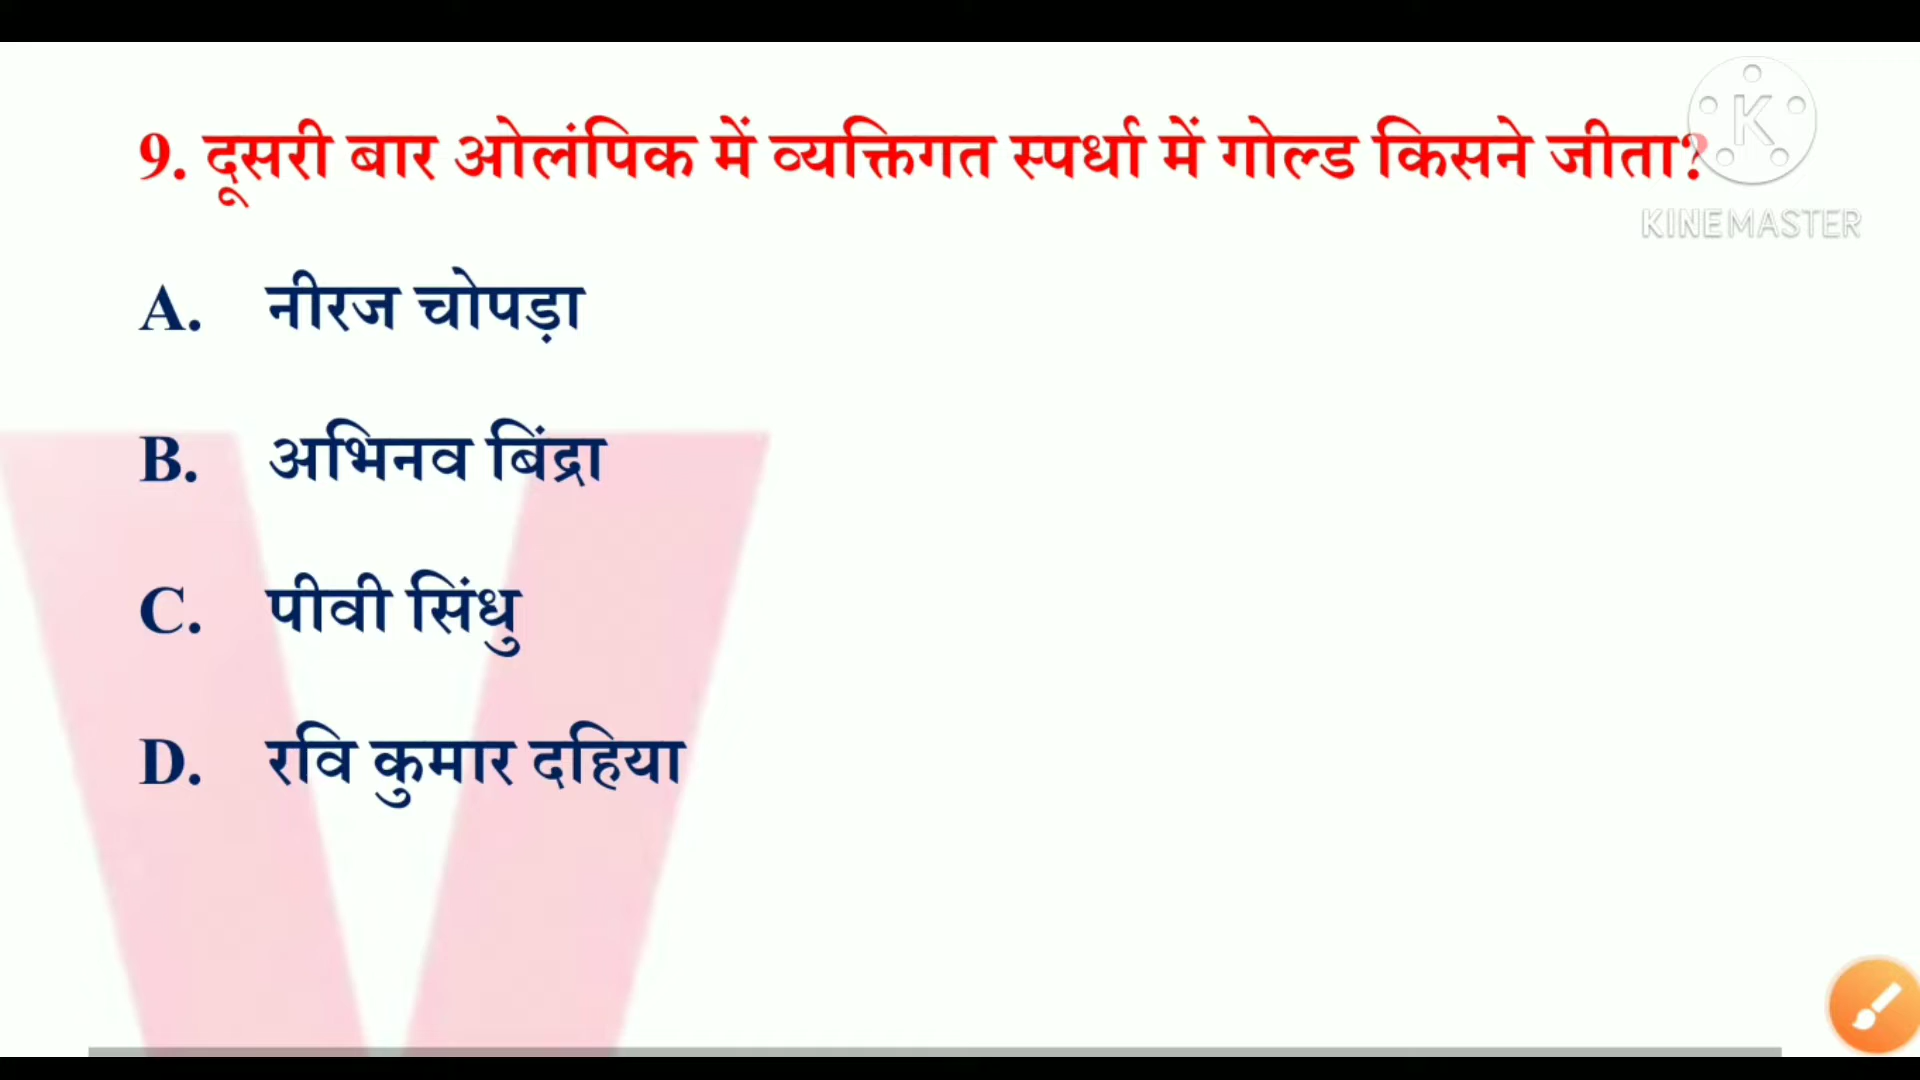 9. दूसरी बार ओलंपिक में व्यक्तिगत स्पर्धा में गोल्ड किसने जीता?
K
KINEMASTER
A. नीरज चोपड़ा
B. अभिनव बिंद्रा
C. पीवी सिंधु
D. रवि कुमार दहिया